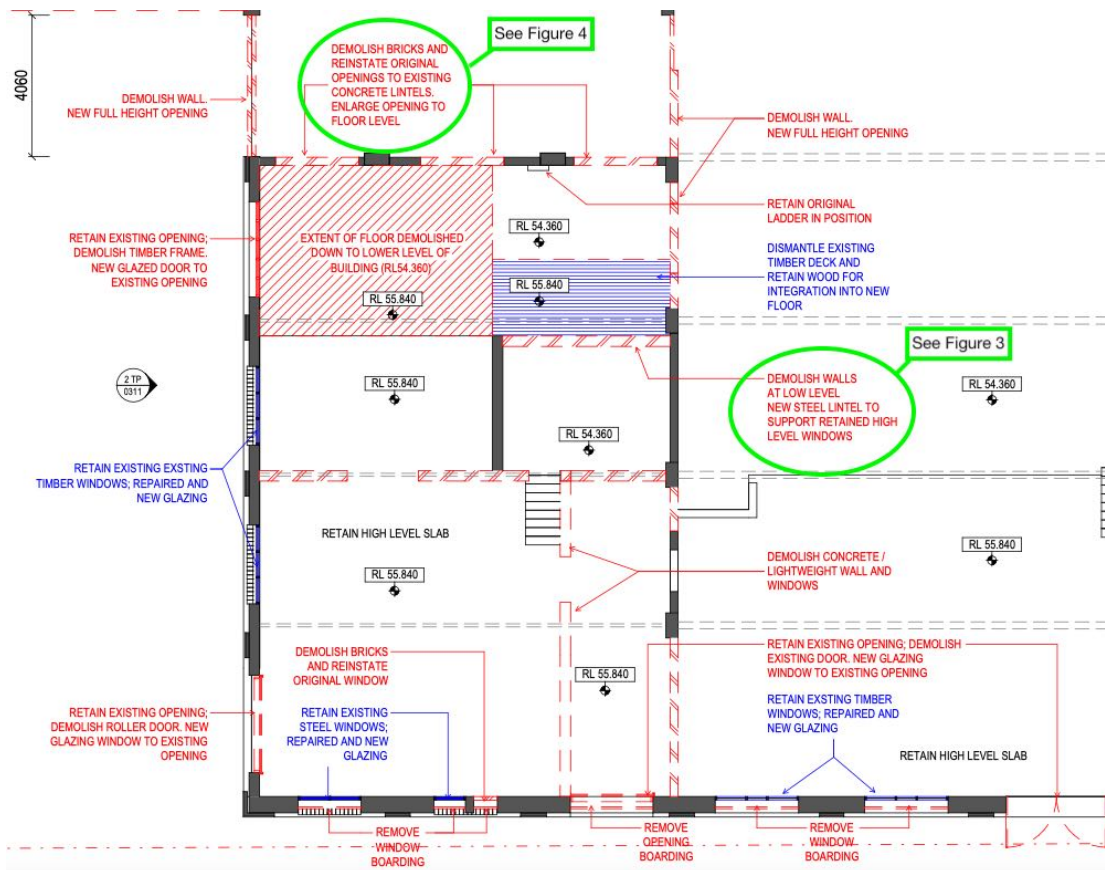 See Figure 4
DEMOLISH BRICKS AND
REINSTATE ORIGINAL
OPENINGS TO EXISTING
CONCRETE LINTELS.
ENLARGE OPENING TO
FLOOR LEVEL
4060
DEMOLISH WALL.
NEW FULL HEIGHT OPENING
DEMOLISH WALL.
NEW FULL HEIGHT OPENING
RETAIN ORIGINAL
LADDER IN POSITION
RETAIN EXISTING OPENING;
DEMOLISH TIMBER FRAME.
NEW GLAZED DOOR TO
EXISTING OPENING
EXTENT OF FLOOR DEMOLISHED
DOWN TO LOWER LEVEL OF
BUILDING (RL54.360)
RL 55.840
RL 54.360
RL 55.840
DISMANTLE EXISTING
TIMBER DECK AND
RETAIN WOOD FOR
INTEGRATION INTO NEW
FLOOR
See Figure 3
DEMOLISH WALLS
AT LOW LEVEL
NEW STEEL LINTEL TO
SUPPORT RETAINED HIGH
LEVEL WINDOWS
RL 54.360
2 TP
0311
RL 55.840
RL 54.360
RETAIN EXISTING EXSTING
TIMBER WINDOWS; REPAIRED AND
NEW GLAZING
RETAIN HIGH LEVEL SLAB
RL 55.840
RL 55.840
DEMOLISH CONCRETE /
LIGHTWEIGHT WALL AND
WINDOWS
DEMOLISH BRICKS
AND REINSTATE
ORIGINAL WINDOW
RL 55.840
RETAIN EXISTING OPENING; DEMOLISH
EXISTING DOOR. NEW GLAZING
WINDOW TO EXISTING OPENING
RETAIN EXISTING OPENING;
DEMOLISH ROLLER DOOR. NEW
GLAZING WINDOW TO EXISTING
OPENING
RETAIN EXISTING
STEEL WINDOWS;
REPAIRED AND NEW
GLAZING
RETAIN EXSTING TIMBER
WINDOWS; REPAIRED AND
NEW GLAZING
RETAIN HIGH LEVEL SLAB
REMOVE
WINDOW
BOARDING
REMOVE
OPENING
BOARDING
REMOVE
WINDOW
BOARDING